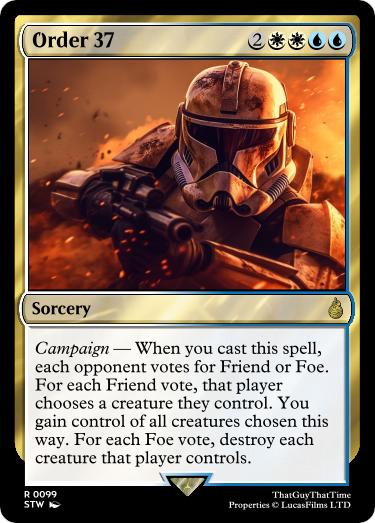 Order 37 2
Sorcery
Campaign — When you cast this spell,
each opponent votes for Friend or Foe.
For each Friend vote, that player
chooses a creature they control. You
gain control of all creatures chosen this
way. For each Foe vote, destroy each
creature that player controls.
R 0099 ThatGuyThatTime
STW Properties © LucasFilms LTD